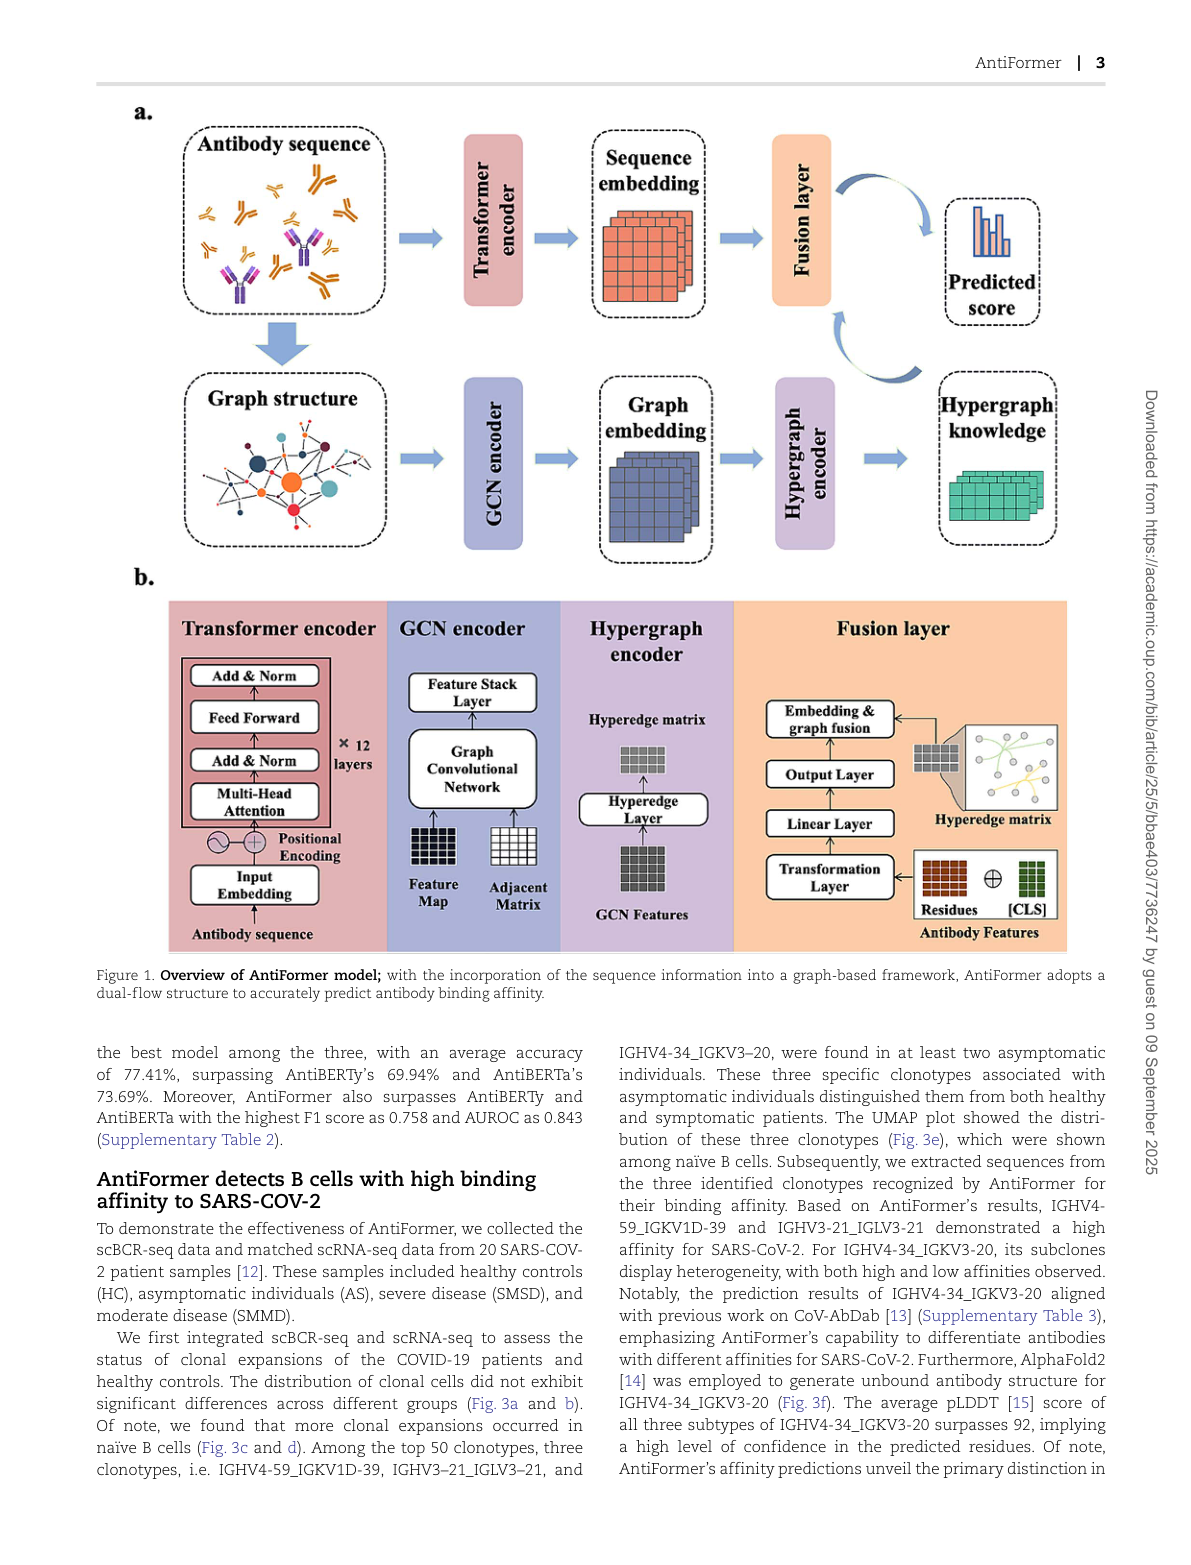 AntiFormer | 3
a.
Antibody sequence
Transformer encoder
Sequence
embedding
Fusion layer
Predicted
score
Graph structure
GCN encoder
Graph
embedding
Hypergraph encoder
Hypergraph
knowledge
b.
Transformer encoder
Add & Norm
Feed Forward
Add & Norm
Multi-Head
Attention
× 12
layers
Positional
Encoding
Input
Embedding
Antibody sequence
GCN encoder
Feature Stack
Layer
Graph
Convolutional
Network
Feature
Map
Adjacent
Matrix
Hypergraph
encoder
Hyperedge matrix
Hyperedge
Layer
GCN Features
Fusion layer
Embedding &
graph fusion
Output Layer
Linear Layer
Transformation
Layer
Hyperedge matrix
Residues
[CLS]
Antibody Features
Figure 1. Overview of AntiFormer model; with the incorporation of the sequence information into a graph-based framework, AntiFormer adopts a
dual-flow structure to accurately predict antibody binding affinity.
the best model among the three, with an average accuracy
of 77.41%, surpassing AntiBERTy's 69.94% and AntiBERTa's
73.69%. Moreover, AntiFormer also surpasses AntiBERTy and
AntiBERTa with the highest F1 score as 0.758 and AUROC as 0.843
(Supplementary Table 2).
AntiFormer detects B cells with high binding
affinity to SARS-COV-2
To demonstrate the effectiveness of AntiFormer, we collected the
scBCR-seq data and matched scRNA-seq data from 20 SARS-COV-
2 patient samples [12]. These samples included healthy controls
(HC), asymptomatic individuals (AS), severe disease (SMSD), and
moderate disease (SMMD).
We first integrated scBCR-seq and scRNA-seq to assess the
status of clonal expansions of the COVID-19 patients and
healthy controls. The distribution of clonal cells did not exhibit
significant differences across different groups (Fig. 3a and b).
Of note, we found that more clonal expansions occurred in
naïve B cells (Fig. 3c and d). Among the top 50 clonotypes, three
clonotypes, i.e. IGHV4-59_IGKV1D-39, IGHV3–21_IGLV3–21, and
IGHV4-34_IGKV3–20, were found in at least two asymptomatic
individuals. These three specific clonotypes associated with
asymptomatic individuals distinguished them from both healthy
and symptomatic patients. The UMAP plot showed the distri-
bution of these three clonotypes (Fig. 3e), which were shown
among naïve B cells. Subsequently, we extracted sequences from
the three identified clonotypes recognized by AntiFormer for
their binding affinity. Based on AntiFormer's results, IGHV4-
59_IGKV1D-39 and IGHV3-21_IGLV3-21 demonstrated a high
affinity for SARS-CoV-2. For IGHV4-34_IGKV3-20, its subclones
display heterogeneity, with both high and low affinities observed.
Notably, the prediction results of IGHV4-34_IGKV3-20 aligned
with previous work on CoV-AbDab [13] (Supplementary Table 3),
emphasizing AntiFormer's capability to differentiate antibodies
with different affinities for SARS-CoV-2. Furthermore, AlphaFold2
[14] was employed to generate unbound antibody structure for
IGHV4-34_IGKV3-20 (Fig. 3f). The average pLDDT [15] score of
all three subtypes of IGHV4-34_IGKV3-20 surpasses 92, implying
a high level of confidence in the predicted residues. Of note,
AntiFormer's affinity predictions unveil the primary distinction in
Downloaded from https://academic.oup.com/bib/article/25/5/bbae403/7736247 by guest on 09 September 2025